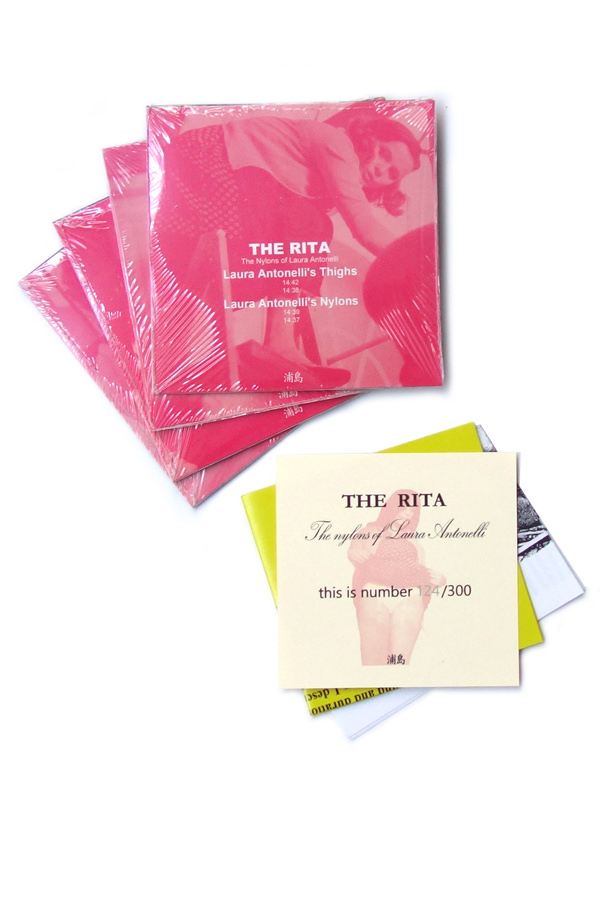 THE RITA
The Nylons of Laura Antonelli
Laura Antonelli's Thighs
14:42
14:38
Laura Antonelli's Nylons
14:39
14:37
浦島
浦島
浦島
THE RITA
The nylons of Laura Antonelli
this is number 124/300
浦島